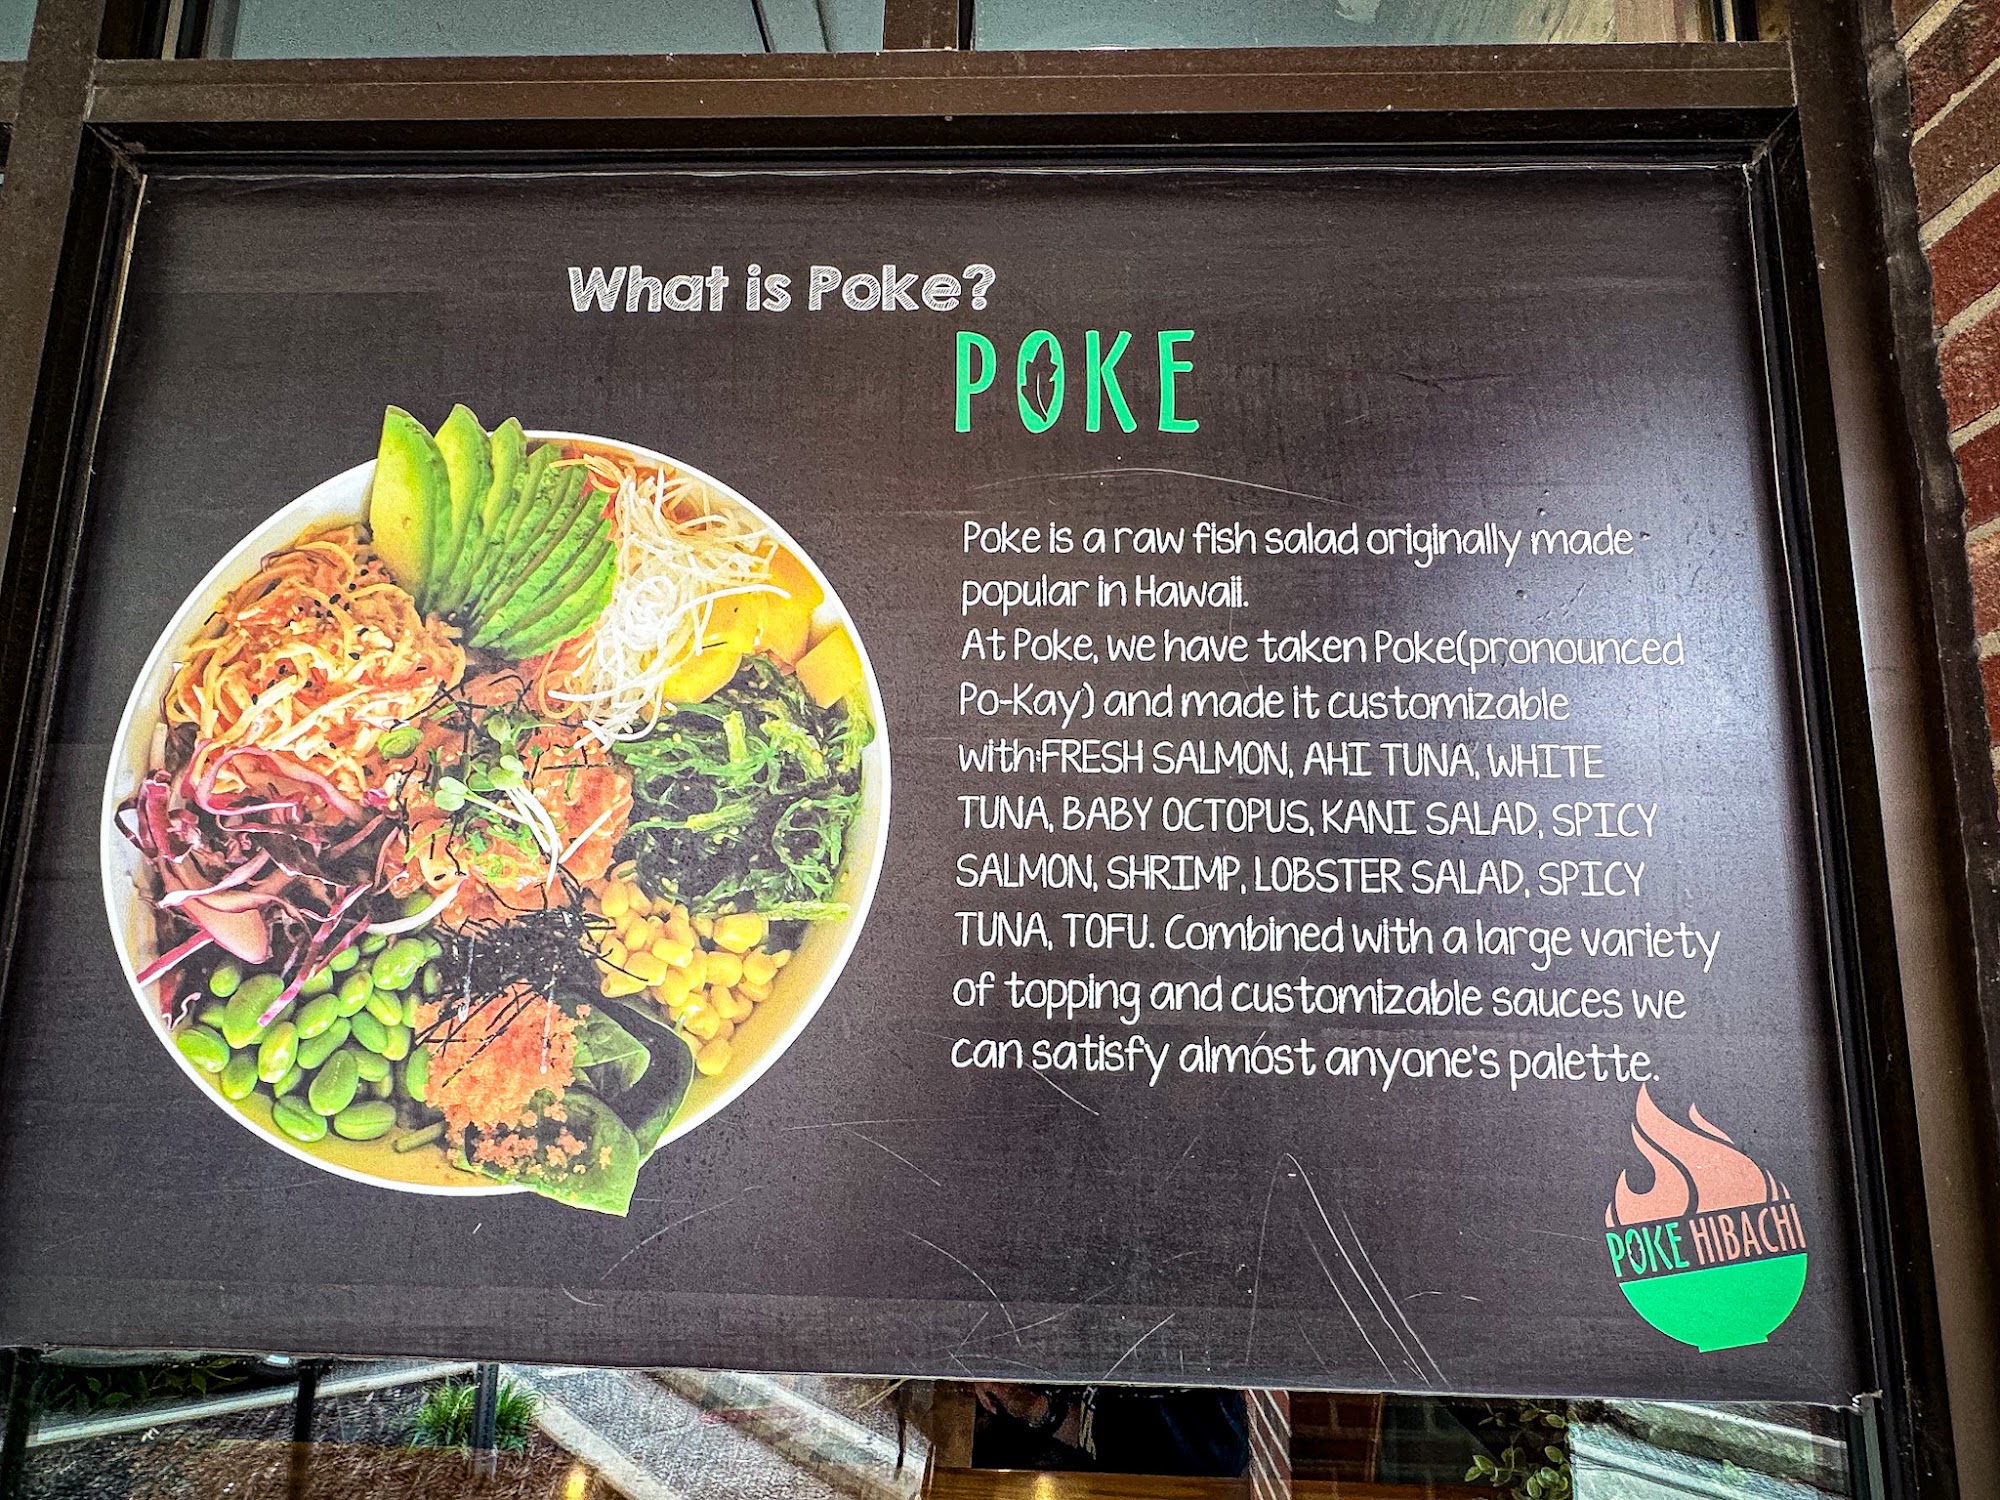 What is Poke?
POKE
Poke is a raw fish salad originally made
popular in Hawaii.
At Poke, we have taken Poke(pronounced
Po-Kay) and made it customizable
with:FRESH SALMON, AHI TUNA, WHITE
TUNA, BABY OCTOPUS, KANI SALAD, SPICY
SALMON, SHRIMP, LOBSTER SALAD, SPICY
TUNA, TOFU. Combined with a large variety
of topping and customizable sauces we
can satisfy almost anyone's palette.
POKE HIBACHI